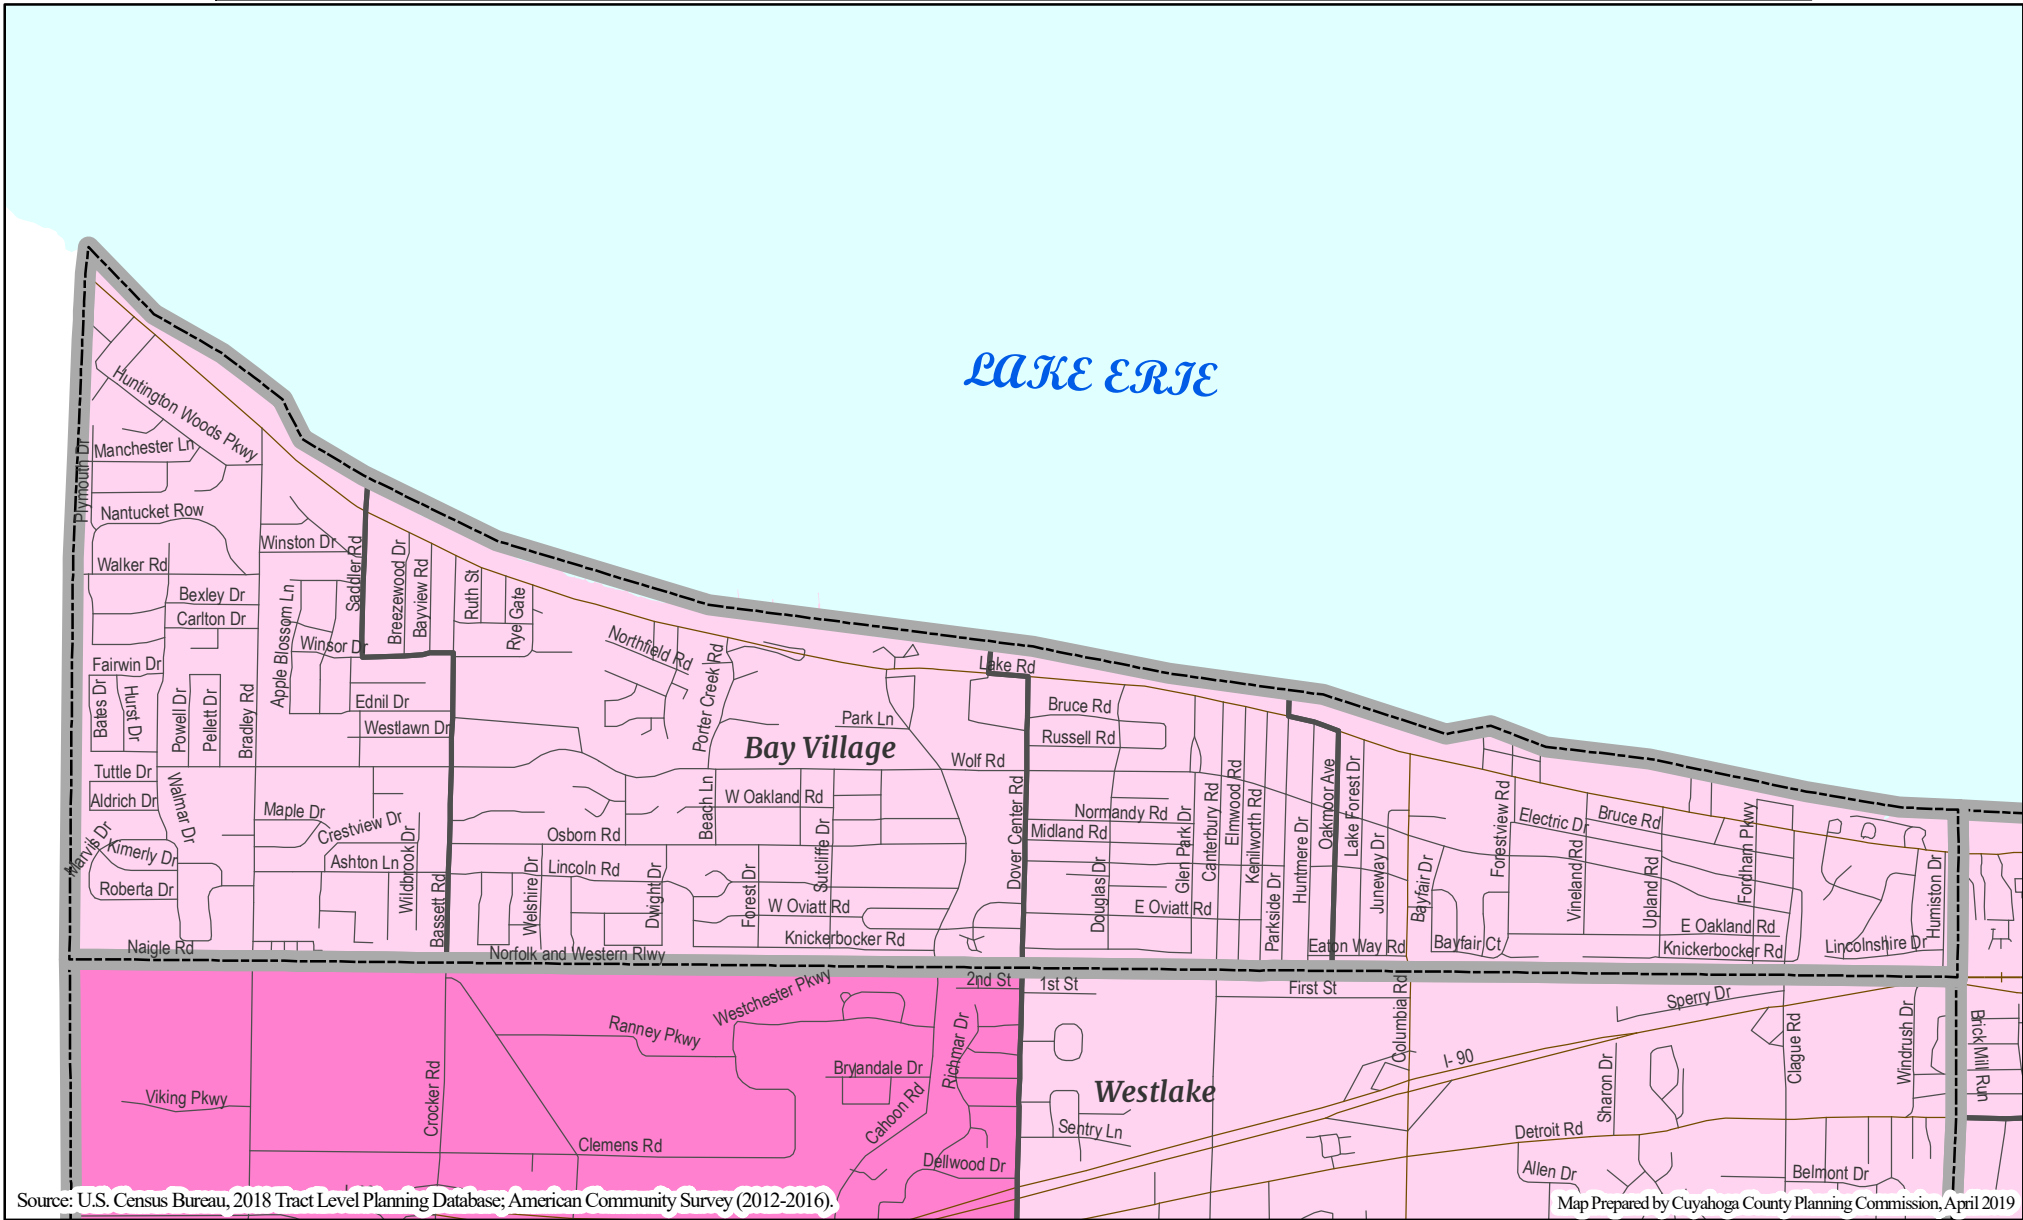 LAKE ERIE
Huntington Woods Pkwy
Plymouth Dr
Manchester Ln
Nantucket Row
Winston Dr
Saddler Rd
Walker Rd
Bexley Dr
Carlton Dr
Apple Blossom Ln
Winsor Dr
Breezewood Dr
Bayview Rd
Ruth St
Rye Gate
Northfield Rd
Porter Creek Rd
Lake Rd
Fairwin Dr
Bates Dr
Hurst Dr
Powell Dr
Pellett Dr
Bradley Rd
Ednil Dr
Westlawn Dr
Park Ln
Bay Village
Wolf Rd
Bruce Rd
Russell Rd
Tuttle Dr
Aldrich Dr
Walmar Dr
Maple Dr
Crestview Dr
Marvis Dr
Kimerly Dr
Ashton Ln
Wildbrook Dr
Roberta Dr
Bassett Rd
Naigle Rd
Beach Ln
W Oakland Rd
Osborn Rd
Sutcliffe Dr
Welshire Dr
Lincoln Rd
Dwight Dr
Forest Dr
W Oviatt Rd
Knickerbocker Rd
Norfolk and Western Rlwy
Dover Center Rd
Normandy Rd
Midland Rd
Douglas Dr
Glen Park Dr
Canterbury Rd
Elmwood Rd
Kenilworth Rd
Parkside Dr
Huntmere Dr
Oakmoor Ave
Lake Forest Dr
Juneway Dr
E Oviatt Rd
Eaton Way Rd
Bayfair Dr
Bayfair Ct
Forestview Rd
Electric Dr
Bruce Rd
Vineland Rd
Upland Rd
Fordham Pkwy
E Oakland Rd
Knickerbocker Rd
Lincolnshire Dr
Humiston Dr
2nd St
1st St
First St
Columbia Rd
Sperry Dr
Westchester Pkwy
Ranney Pkwy
Richmar Dr
Bryandale Dr
Cahoon Rd
Crocker Rd
Viking Pkwy
Clemens Rd
Dellwood Dr
Westlake
Sentry Ln
I- 90
Sharon Dr
Clague Rd
Windrush Dr
Brick Mill Run
Detroit Rd
Allen Dr
Belmont Dr
Source: U.S. Census Bureau, 2018 Tract Level Planning Database; American Community Survey (2012-2016).
Map Prepared by Cuyahoga County Planning Commission, April 2019